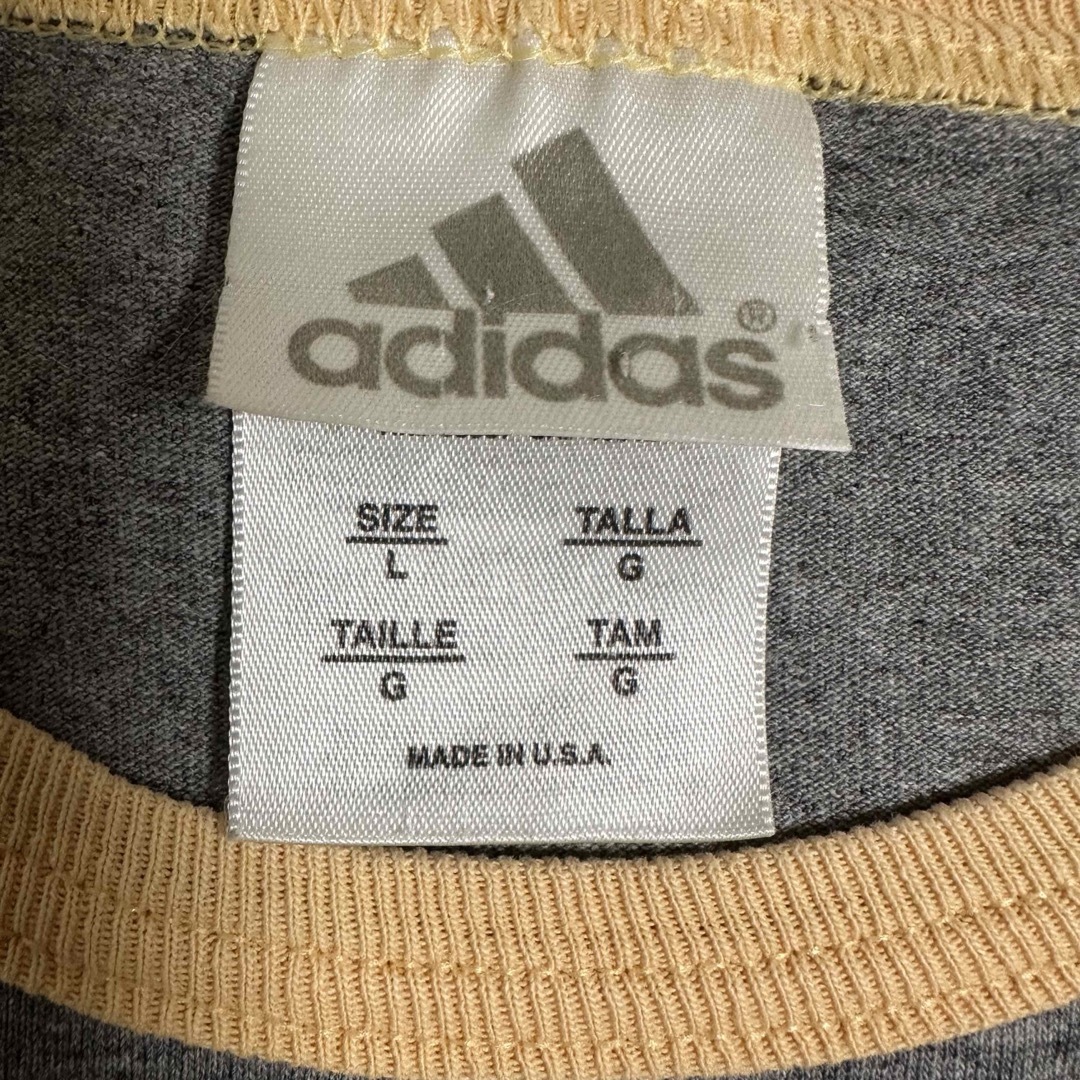 adidas®
SIZE TALLA
L G
TAILLE TAM
G G
MADE IN U.S.A.